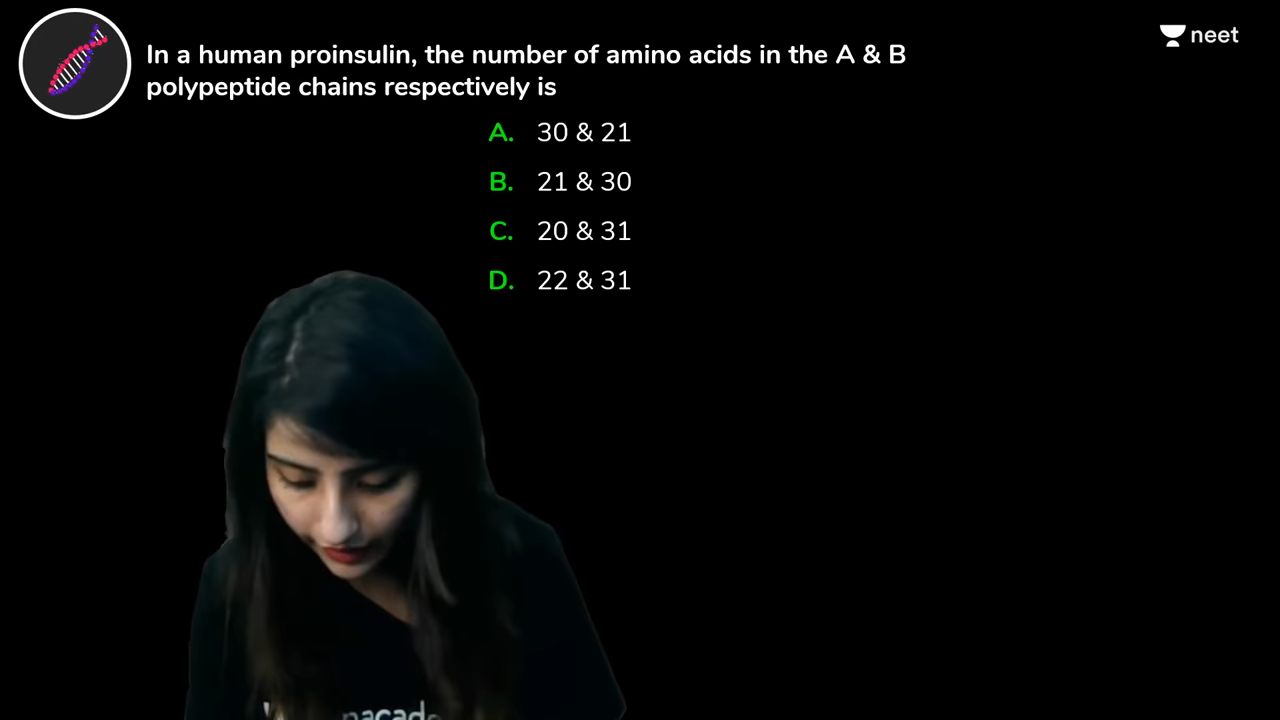 In a human proinsulin, the number of amino acids in the A & B
polypeptide chains respectively is
neet
A. 30 & 21
B. 21 & 30
C. 20 & 31
D. 22 & 31